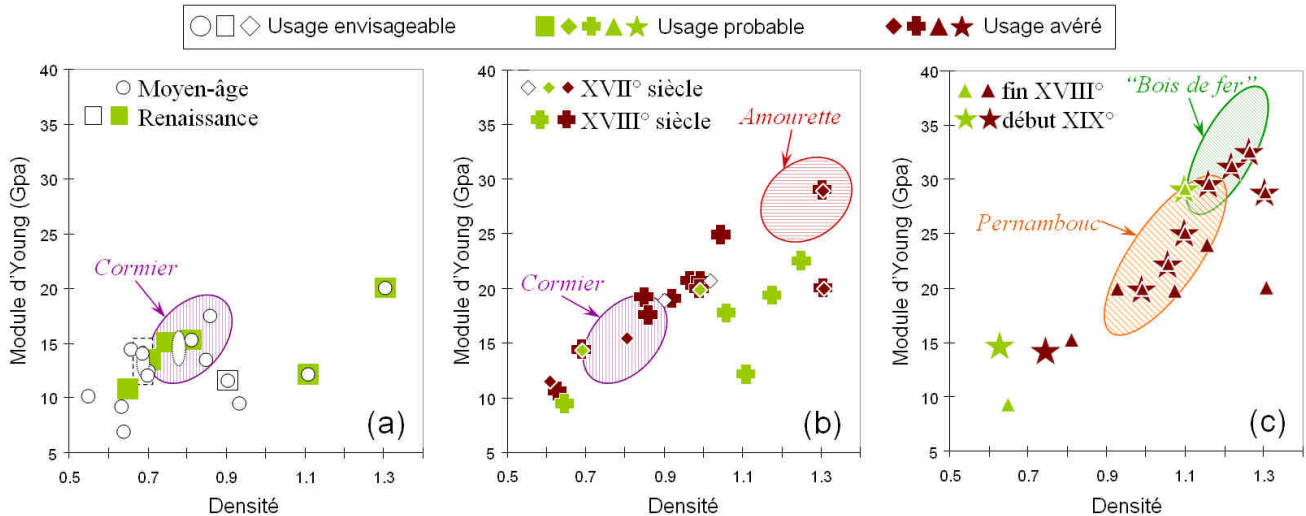 Usage envisageable Usage probable Usage avéré
Module d'Young (Gpa)
40
35
30
25
20
15
10
5
Moyen-âge
Renaissance
Cormier
(a)
0.5 0.7 0.9 1.1 1.3
Densité
Module d'Young (Gpa)
40
35
30
25
20
15
10
5
XVII° siècle
XVIII° siècle
Amourette
Cormier
(b)
0.5 0.7 0.9 1.1 1.3
Densité
Module d'Young (Gpa)
40
35
30
25
20
15
10
5
fin XVIII°
début XIX°
“Bois de fer”
Pernambouc
(c)
0.5 0.7 0.9 1.1 1.3
Densité